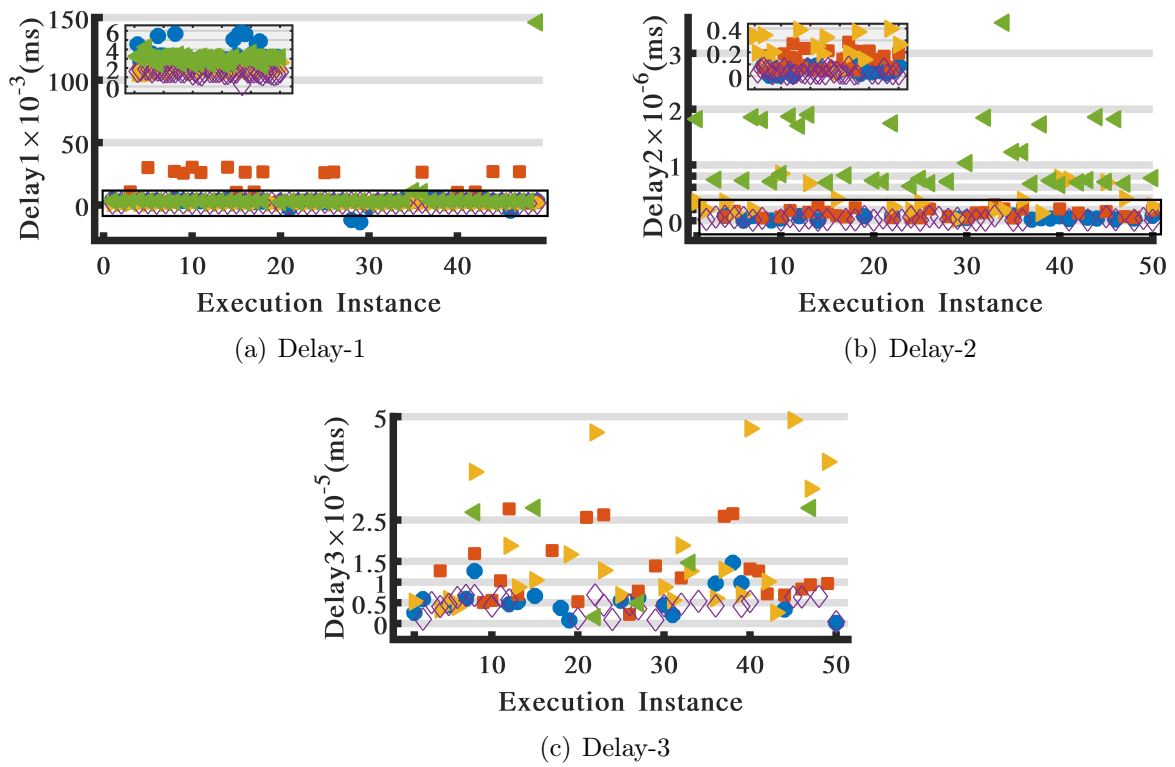 Delay1×10⁻³(ms)
150
100
50
0
6
4
2
0
0 10 20 30 40
Execution Instance
(a) Delay-1
Delay2×10⁻⁶(ms)
3
2
1
0
0.4
0.2
0
10 20 30 40 50
Execution Instance
(b) Delay-2
Delay3×10⁻⁵(ms)
5
2.5
1.5
1
0.5
0
10 20 30 40 50
Execution Instance
(c) Delay-3